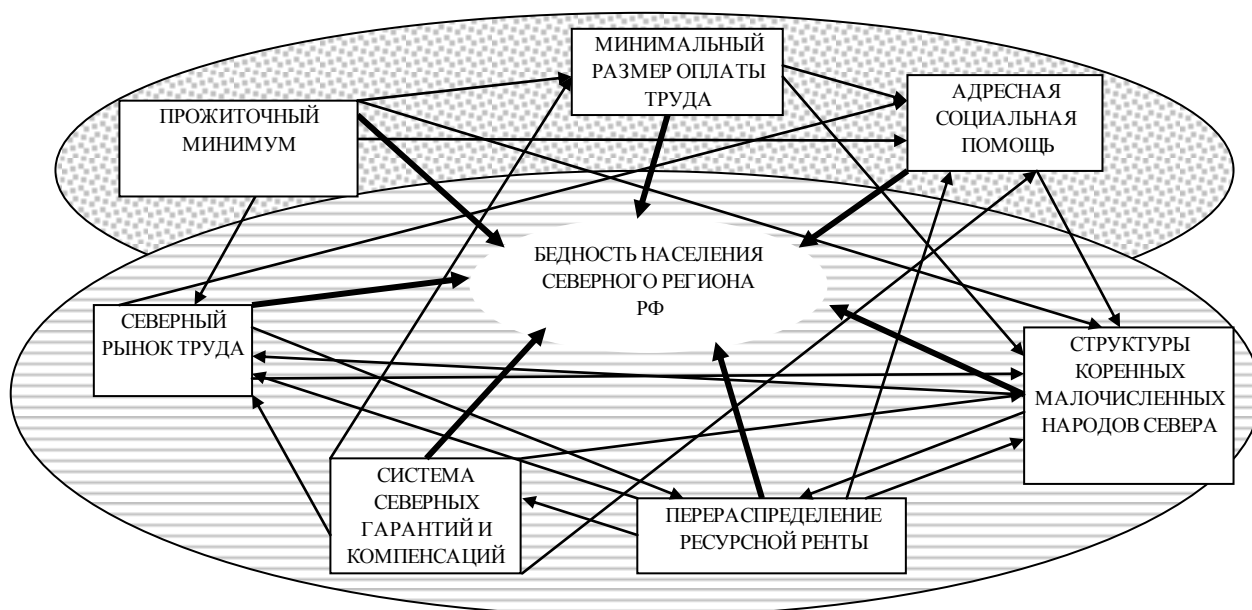 МИНИМАЛЬНЫЙ
РАЗМЕР ОПЛАТЫ
ТРУДА
АДРЕСНАЯ
СОЦИАЛЬНАЯ
ПОМОЩЬ
ПРОЖИТОЧНЫЙ
МИНИМУМ
БЕДНОСТЬ НАСЕЛЕНИЯ
СЕВЕРНОГО РЕГИОНА
РФ
СЕВЕРНЫЙ
РЫНОК ТРУДА
СТРУКТУРЫ
КОРЕННЫХ
МАЛОЧИСЛЕННЫХ
НАРОДОВ СЕВЕРА
СИСТЕМА
СЕВЕРНЫХ
ГАРАНТИЙ И
КОМПЕНСАЦИЙ
ПЕРЕРАСПРЕДЕЛЕНИЕ
РЕСУРСНОЙ РЕНТЫ